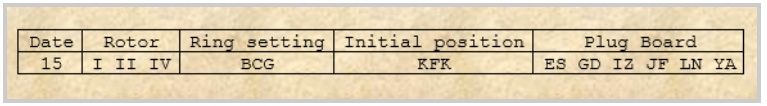 Date Rotor Ring setting Initial position Plug Board
15 I II IV BCG KFK ES GD IZ JF LN YA